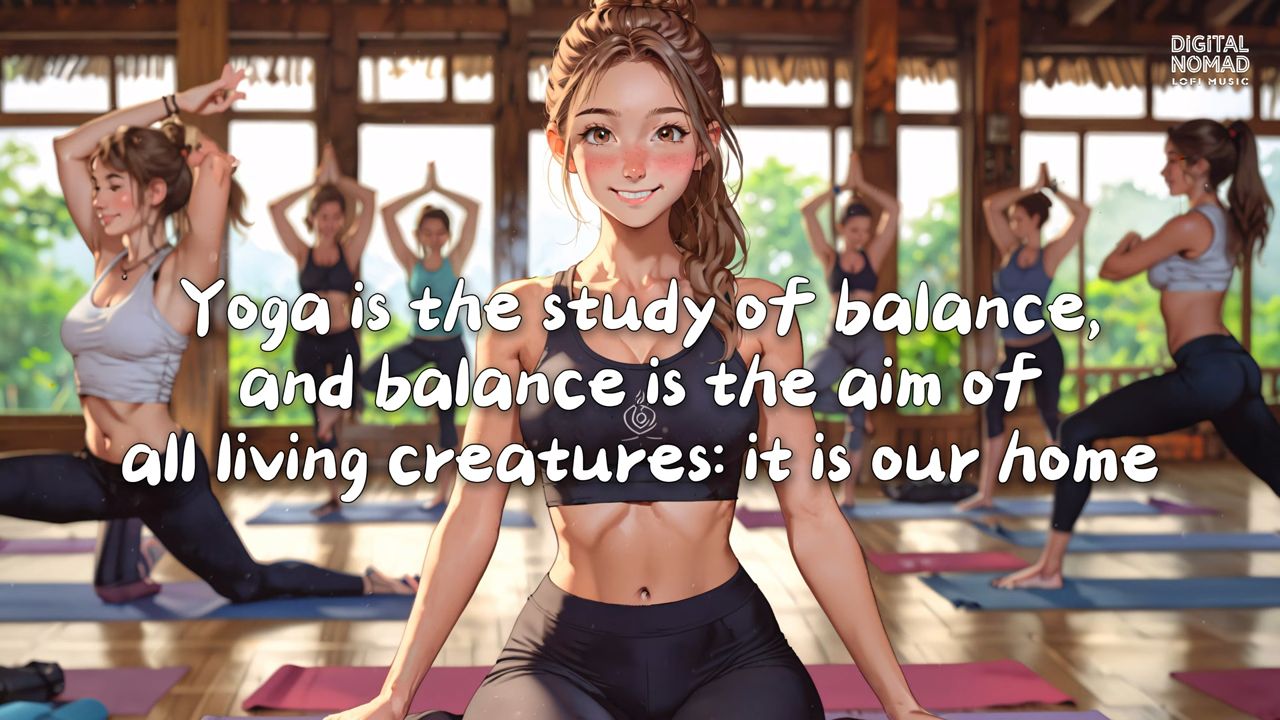 DIGITAL
NOMAD
LOFI MUSIC
Yoga is the study of balance,
and balance is the aim of
all living creatures: it is our home